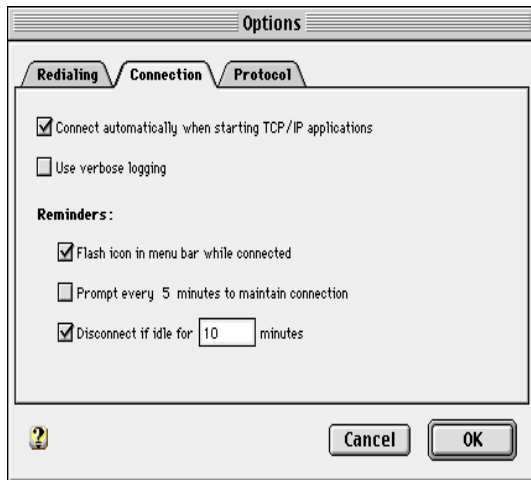 Options
Redialing Connection Protocol
Connect automatically when starting TCP/IP applications
Use verbose logging
Reminders:
Flash icon in menu bar while connected
Prompt every 5 minutes to maintain connection
Disconnect if idle for 10 minutes
? Cancel OK